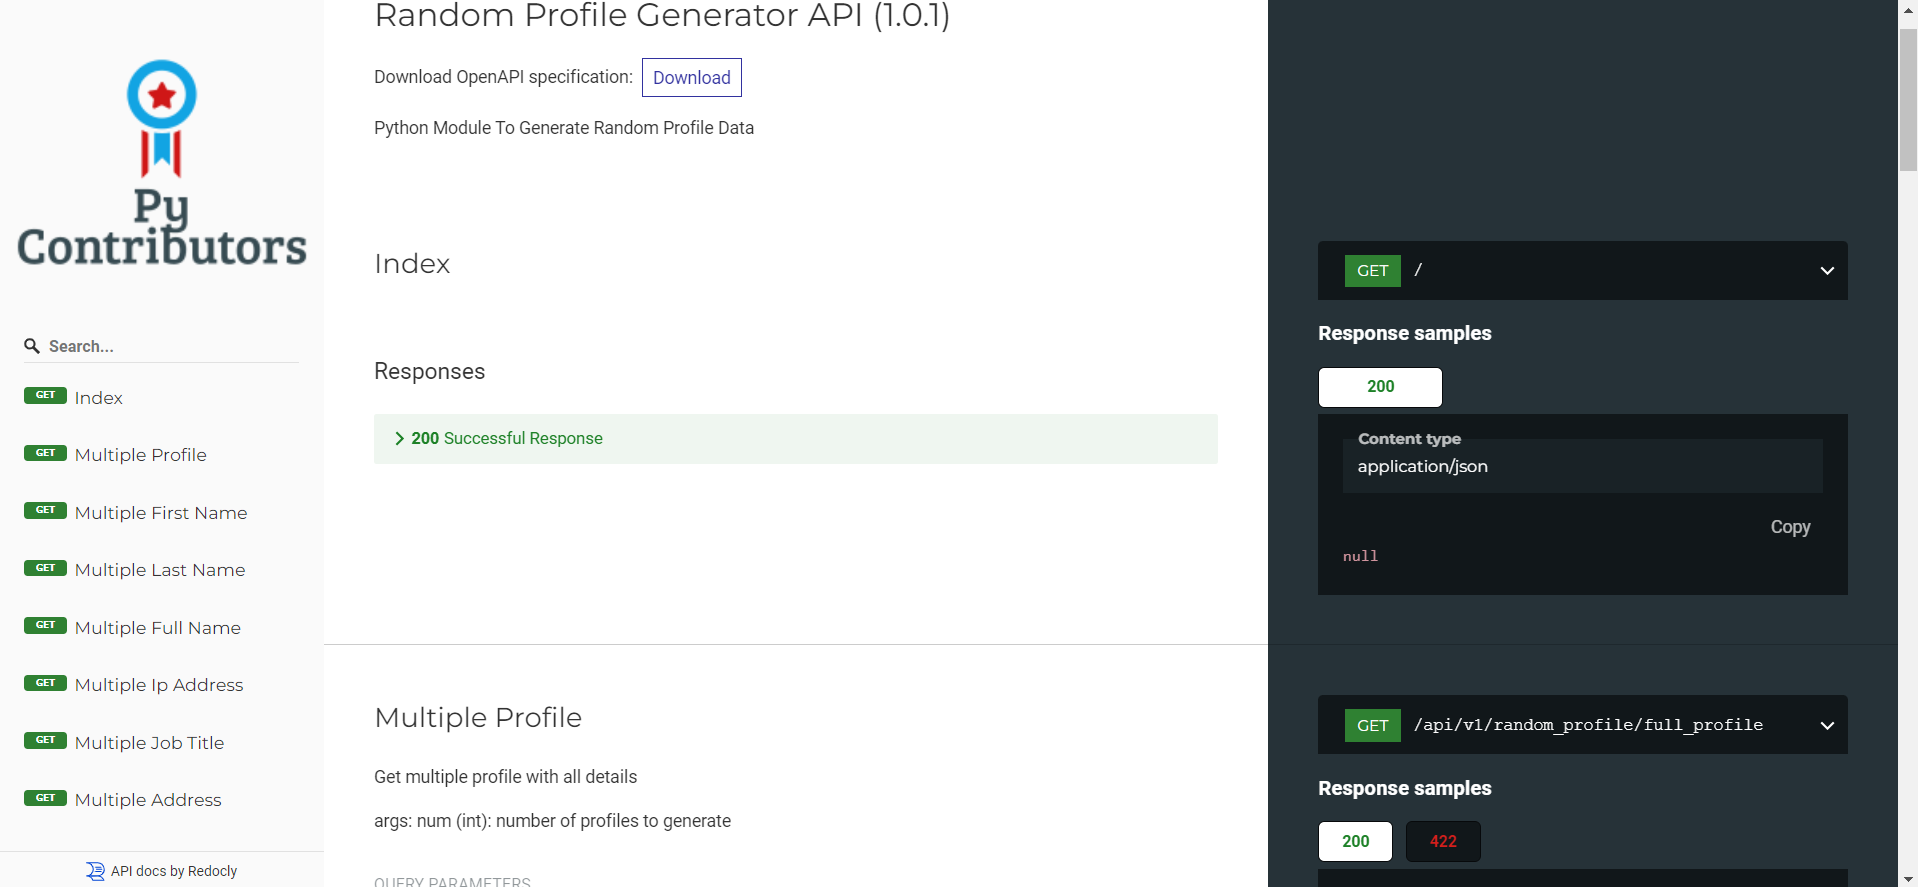 Py
Contributors
Search...
GET Index
GET Multiple Profile
GET Multiple First Name
GET Multiple Last Name
GET Multiple Full Name
GET Multiple Ip Address
GET Multiple Job Title
GET Multiple Address
API docs by Redocly
Random Profile Generator API (1.0.1)
Download OpenAPI specification: Download
Python Module To Generate Random Profile Data
Index
Responses
200 Successful Response
GET /
Response samples
200
Content type
application/json
Copy
null
Multiple Profile
Get multiple profile with all details
args: num (int): number of profiles to generate
QUERY PARAMETERS
GET /api/v1/random_profile/full_profile
Response samples
200 422